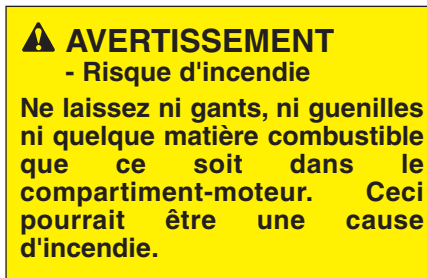 AVERTISSEMENT
- Risque d'incendie
Ne laissez ni gants, ni guenilles
ni quelque matière combustible
que ce soit dans le
compartiment-moteur. Ceci
pourrait être une cause
d'incendie.